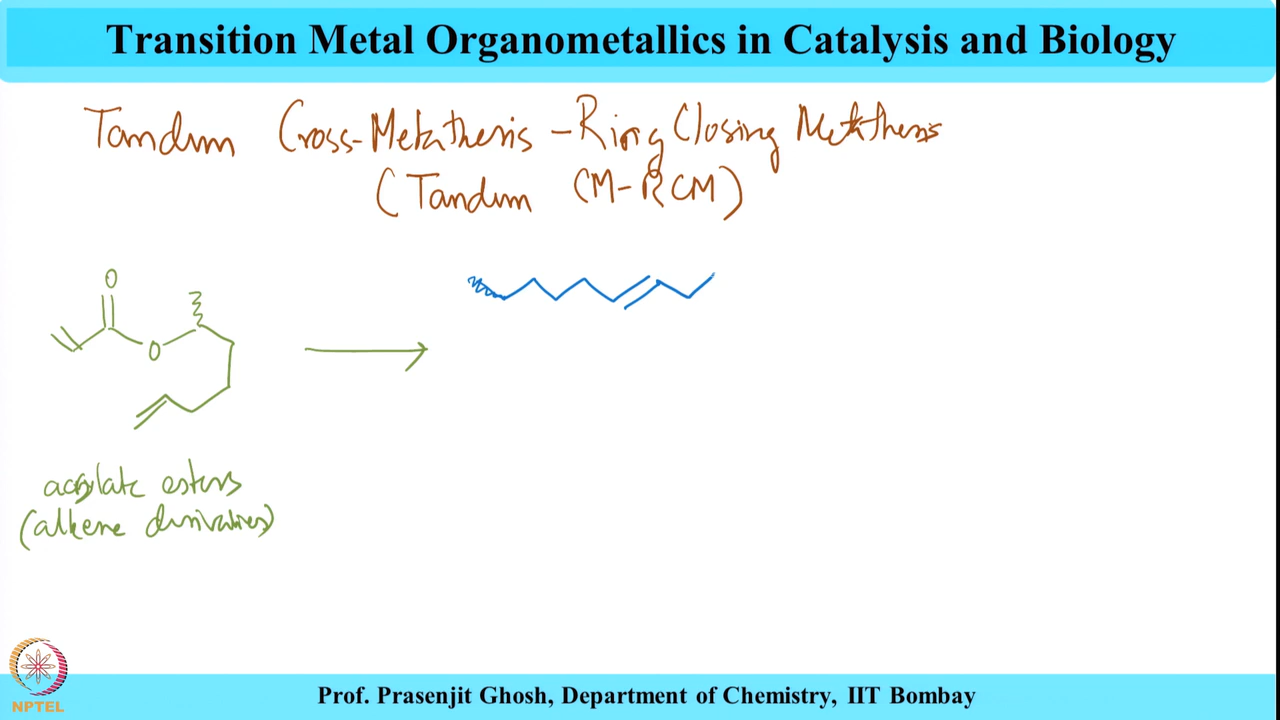 Transition Metal Organometallics in Catalysis and Biology
Tandem Cross-Metathesis - Ring Closing Metathesis
(Tandem CM-RCM)
O
O
acrylate esters
(alkene derivatives)
NPTEL
Prof. Prasenjit Ghosh, Department of Chemistry, IIT Bombay